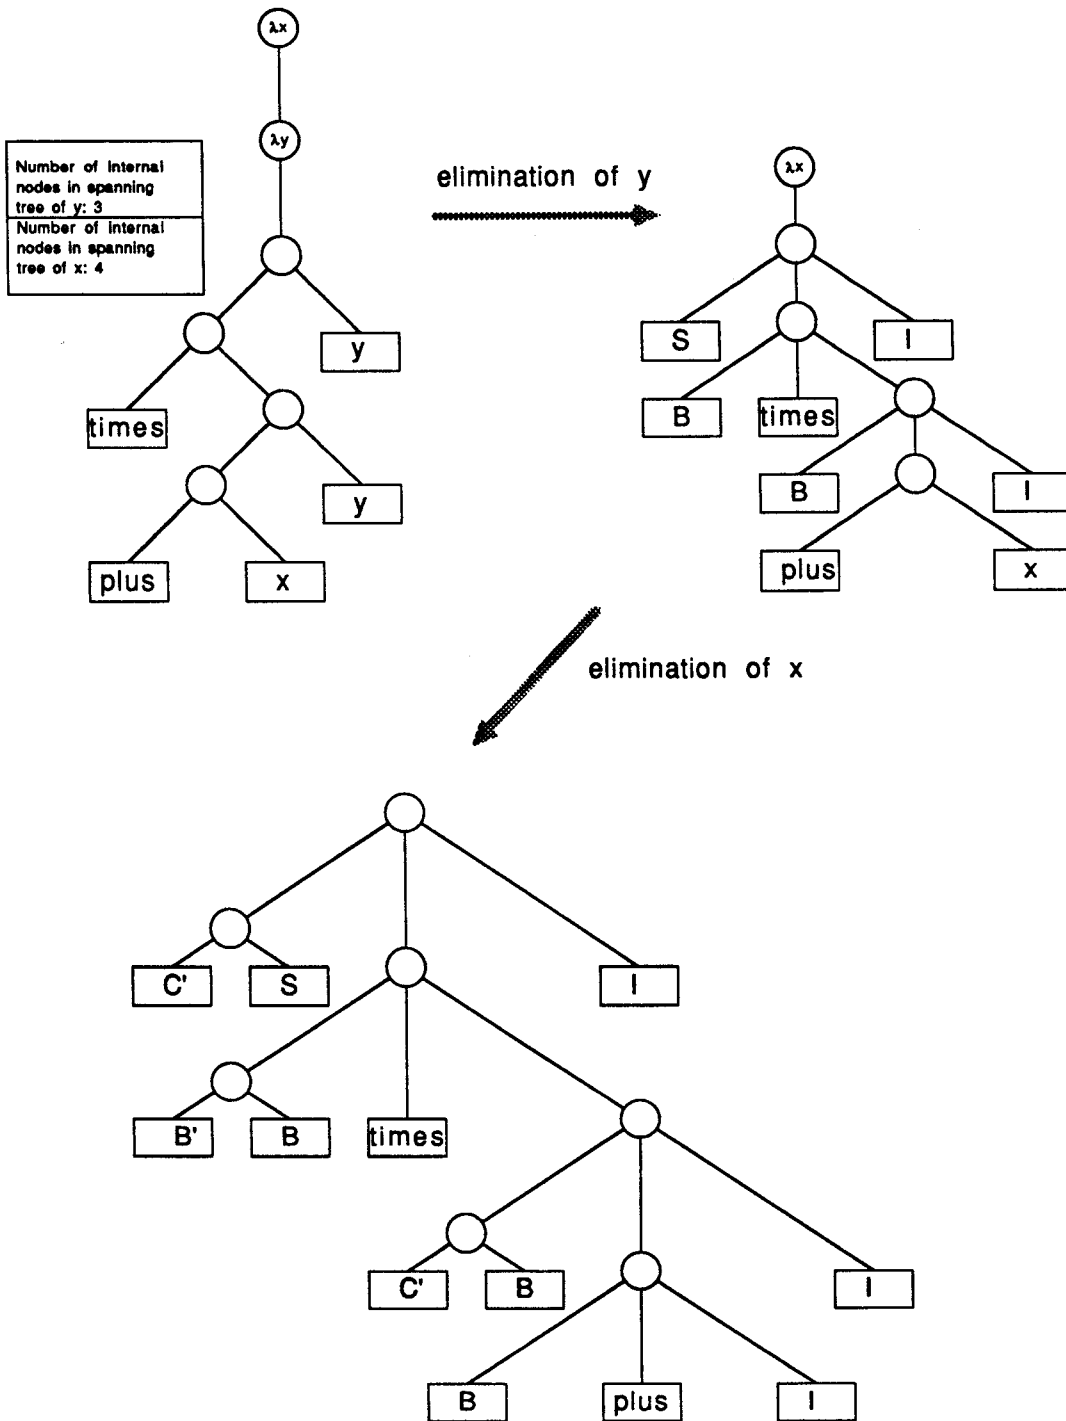 λx
λy
Number of internal
nodes in spanning
tree of y: 3
Number of internal
nodes in spanning
tree of x: 4
y
times
y
plus
x
elimination of y
λx
S
I
B
times
B
I
plus
x
elimination of x
C'
S
I
B'
B
times
C'
B
I
B
plus
I